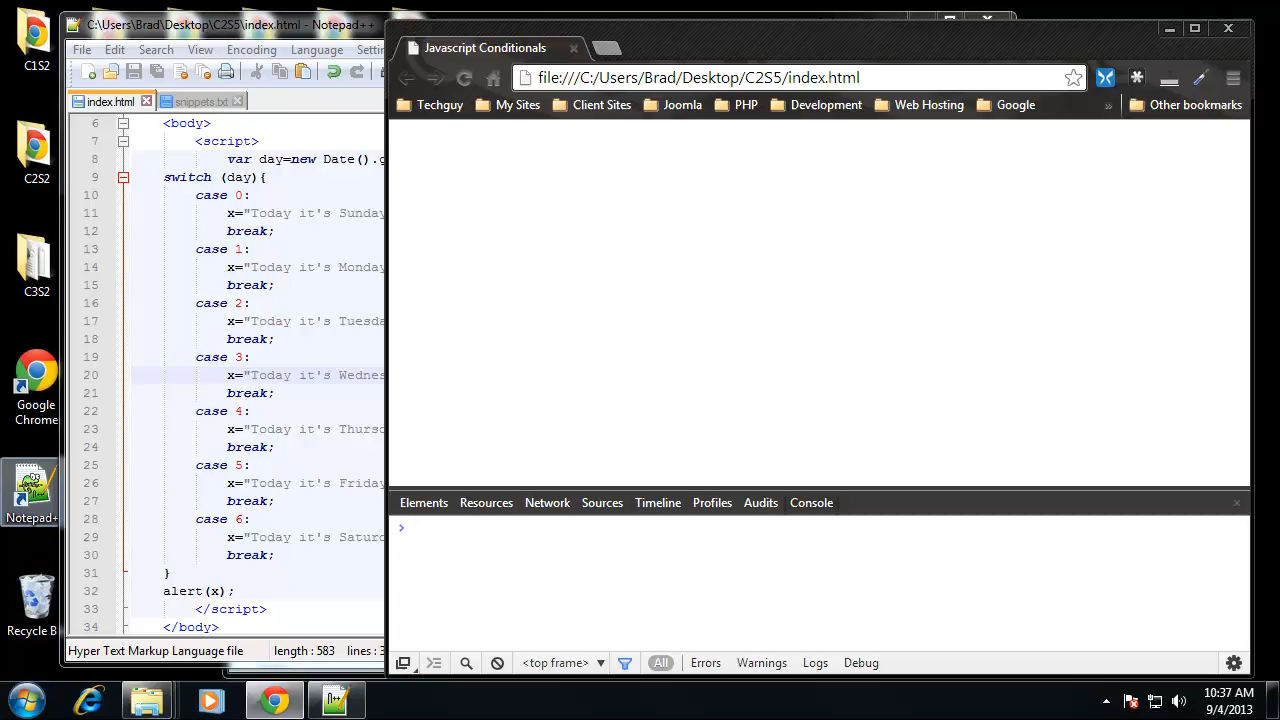 C1S2
C2S2
C3S2
Google
Chrome
Notepad+
Recycle B
C:\Users\Brad\Desktop\C2S5\index.html - Notepad++
File Edit Search View Encoding Language Settin
index.html snippets.txt
6 <body>
7 <script>
8 var day=new Date().g
9 switch (day){
10 case 0:
11 x="Today it's Sunday
12 break;
13 case 1:
14 x="Today it's Monday
15 break;
16 case 2:
17 x="Today it's Tuesda
18 break;
19 case 3:
20 x="Today it's Wednes
21 break;
22 case 4:
23 x="Today it's Thursd
24 break;
25 case 5:
26 x="Today it's Friday
27 break;
28 case 6:
29 x="Today it's Saturd
30 break;
31 }
32 alert(x);
33 </script>
34 </body>
Hyper Text Markup Language file length : 583 lines : 3
Javascript Conditionals
file:///C:/Users/Brad/Desktop/C2S5/index.html
Techguy My Sites Client Sites Joomla PHP Development Web Hosting Google » Other bookmarks
Elements Resources Network Sources Timeline Profiles Audits Console
>
<top frame> All Errors Warnings Logs Debug
10:37 AM
9/4/2013